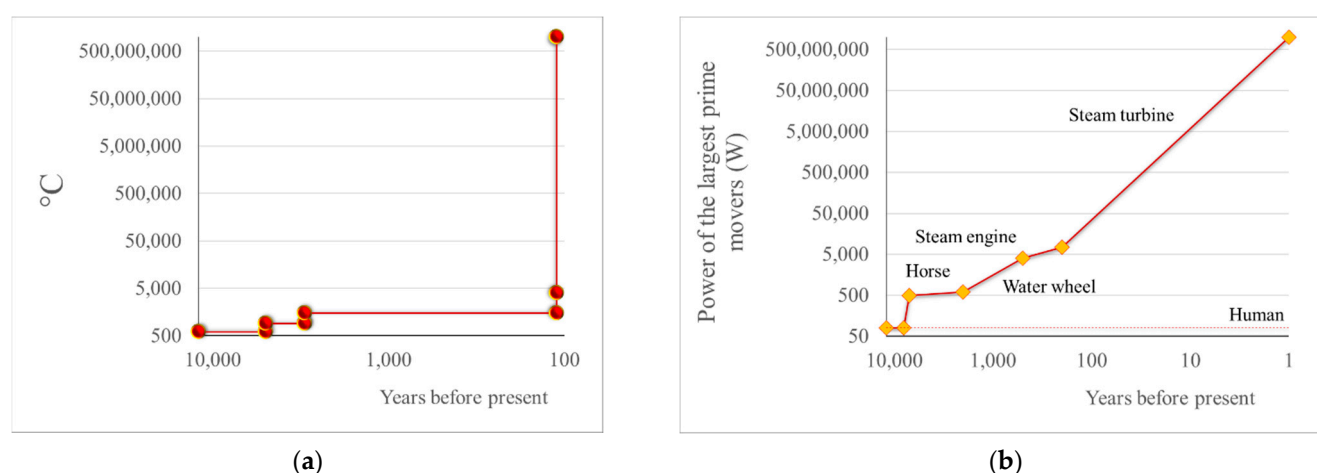 °C
500,000,000
50,000,000
5,000,000
500,000
50,000
5,000
500
10,000 1,000 100
Years before present
(a)
Power of the largest prime
movers (W)
500,000,000
50,000,000
5,000,000
500,000
50,000
5,000
500
50
Steam turbine
Steam engine
Horse
Water wheel
Human
10,000 1,000 100 10 1
Years before present
(b)